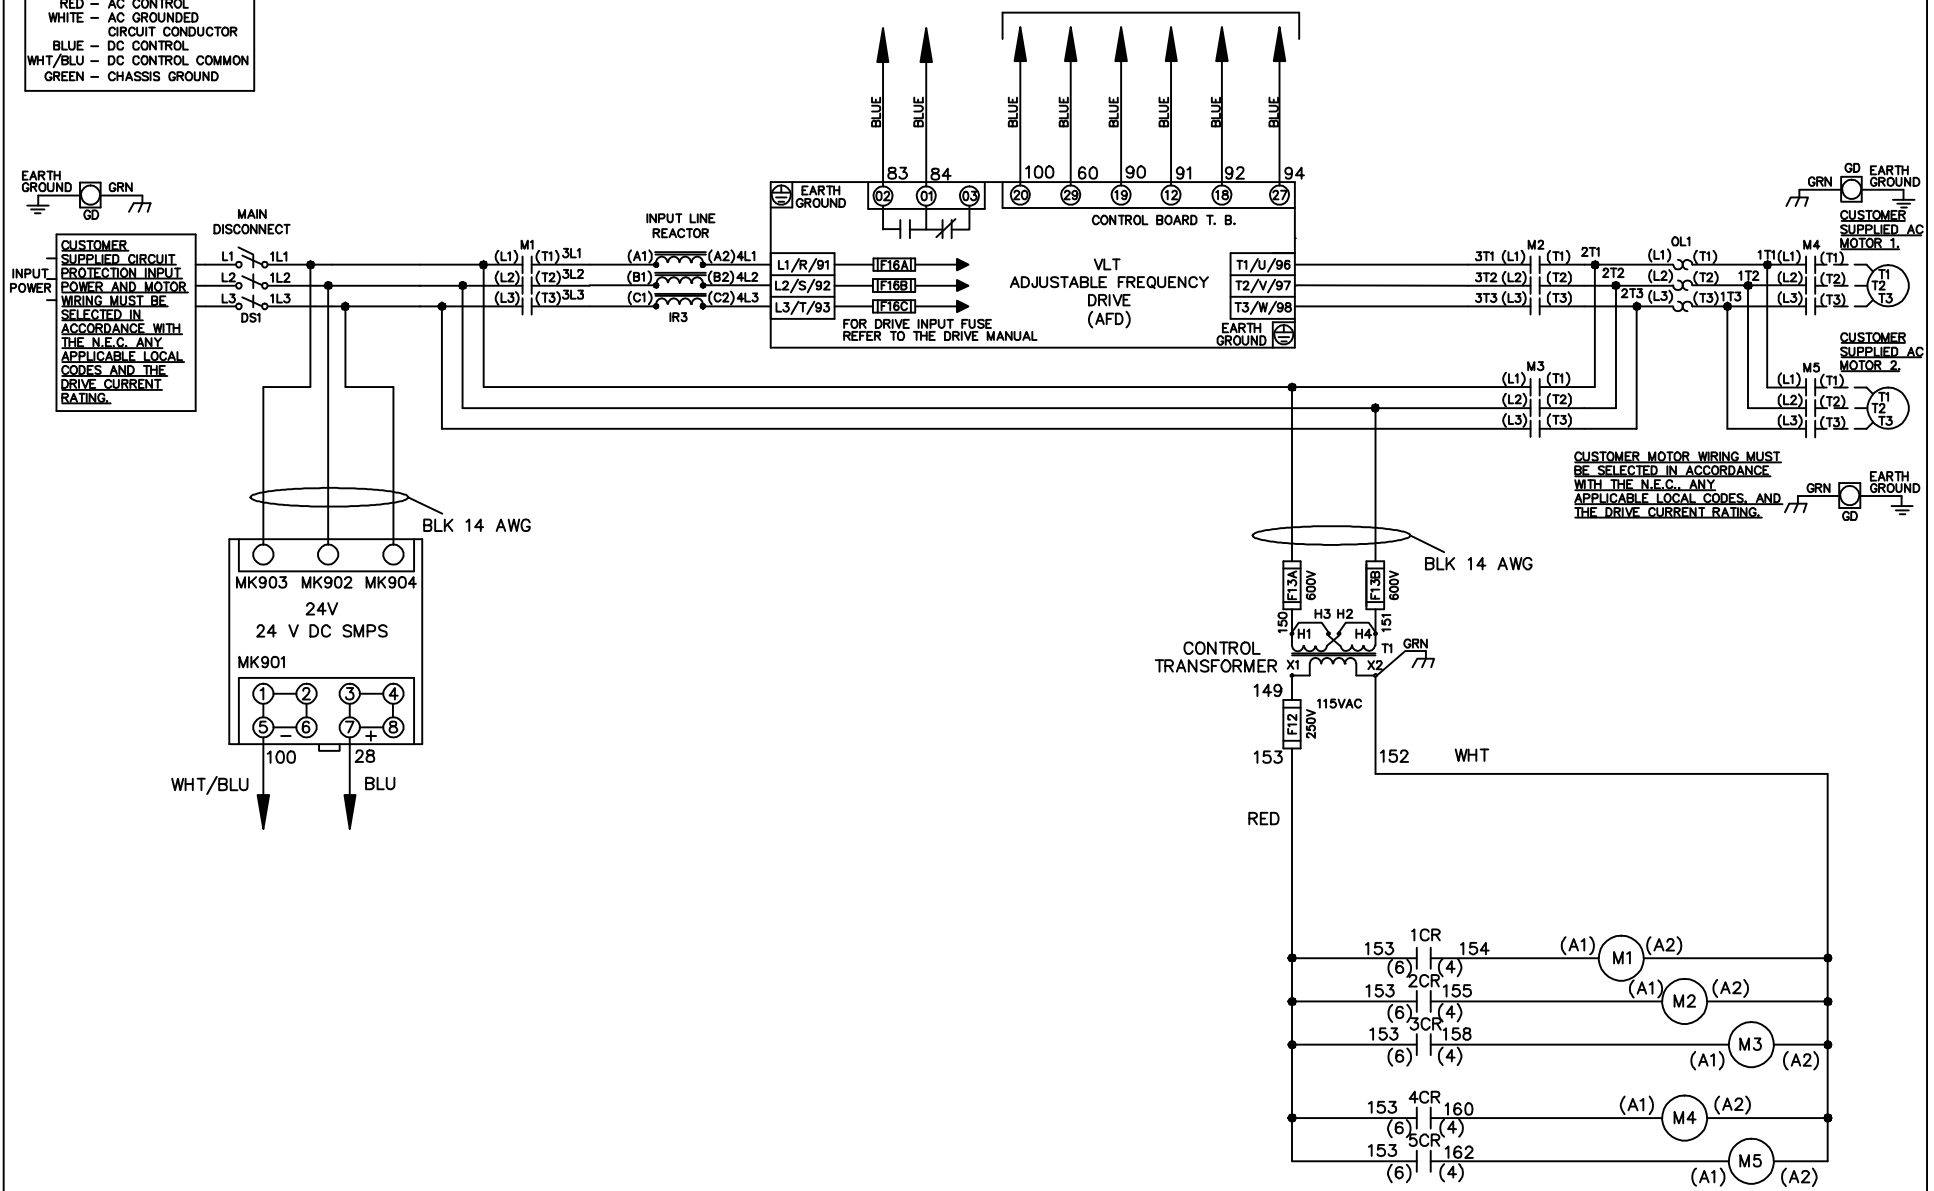 RED – AC CONTROL
WHITE – AC GROUNDED
CIRCUIT CONDUCTOR
BLUE – DC CONTROL
WHT/BLU – DC CONTROL COMMON
GREEN – CHASSIS GROUND
BLUE
BLUE
BLUE
BLUE
BLUE
BLUE
BLUE
BLUE
83 84 100 60 90 91 92 94
EARTH
GROUND
GRN
GD
EARTH
GROUND
02 01 03
20 29 19 12 18 27
CONTROL BOARD T. B.
GD
GRN
EARTH
GROUND
MAIN
DISCONNECT
INPUT LINE
REACTOR
CUSTOMER
SUPPLIED AC
MOTOR 1.
INPUT
POWER
CUSTOMER
SUPPLIED CIRCUIT
PROTECTION INPUT
POWER AND MOTOR
WIRING MUST BE
SELECTED IN
ACCORDANCE WITH
THE N.E.C. ANY
APPLICABLE LOCAL
CODES AND THE
DRIVE CURRENT
RATING.
L1 1L1
L2 1L2
L3 1L3
DS1
M1
(L1) (T1) 3L1
(L2) (T2) 3L2
(L3) (T3) 3L3
(A1) (A2) 4L1
(B1) (B2) 4L2
(C1) (C2) 4L3
IR3
L1/R/91 F16A
L2/S/92 F16B
L3/T/93 F16C
FOR DRIVE INPUT FUSE
REFER TO THE DRIVE MANUAL
VLT
ADJUSTABLE FREQUENCY
DRIVE
(AFD)
T1/U/96
T2/V/97
T3/W/98
EARTH
GROUND
M2
3T1 (L1) (T1) 2T1
3T2 (L2) (T2) 2T2
3T3 (L3) (T3) 2T3
OL1
(L1) (T1) 1T1
(L2) (T2) 1T2
(L3) (T3) 1T3
M4
(L1) (T1)
(L2) (T2)
(L3) (T3)
T1
T2
T3
CUSTOMER
SUPPLIED AC
MOTOR 2.
M3
(L1) (T1)
(L2) (T2)
(L3) (T3)
M5
(L1) (T1)
(L2) (T2)
(L3) (T3)
T1
T2
T3
CUSTOMER MOTOR WIRING MUST
BE SELECTED IN ACCORDANCE
WITH THE N.E.C., ANY
APPLICABLE LOCAL CODES, AND
THE DRIVE CURRENT RATING.
GRN
GD
EARTH
GROUND
BLK 14 AWG
MK903 MK902 MK904
24V
24 V DC SMPS
MK901
1 2 3 4
5 6 7 8
– +
100 28
WHT/BLU BLU
BLK 14 AWG
F13A
600V
F13B
600V
150
151
H3 H2
H1 H4
T1
GRN
CONTROL
TRANSFORMER
X1 X2
149
115VAC
F12
250V
153
152
WHT
RED
1CR
153 154 (A1) M1 (A2)
(6) (4)
2CR
153 155 (A1) M2 (A2)
(6) (4)
3CR
153 158 M3
(6) (4) (A1) (A2)
4CR
153 160 (A1) M4 (A2)
(6) (4)
5CR
153 162 M5
(6) (4) (A1) (A2)